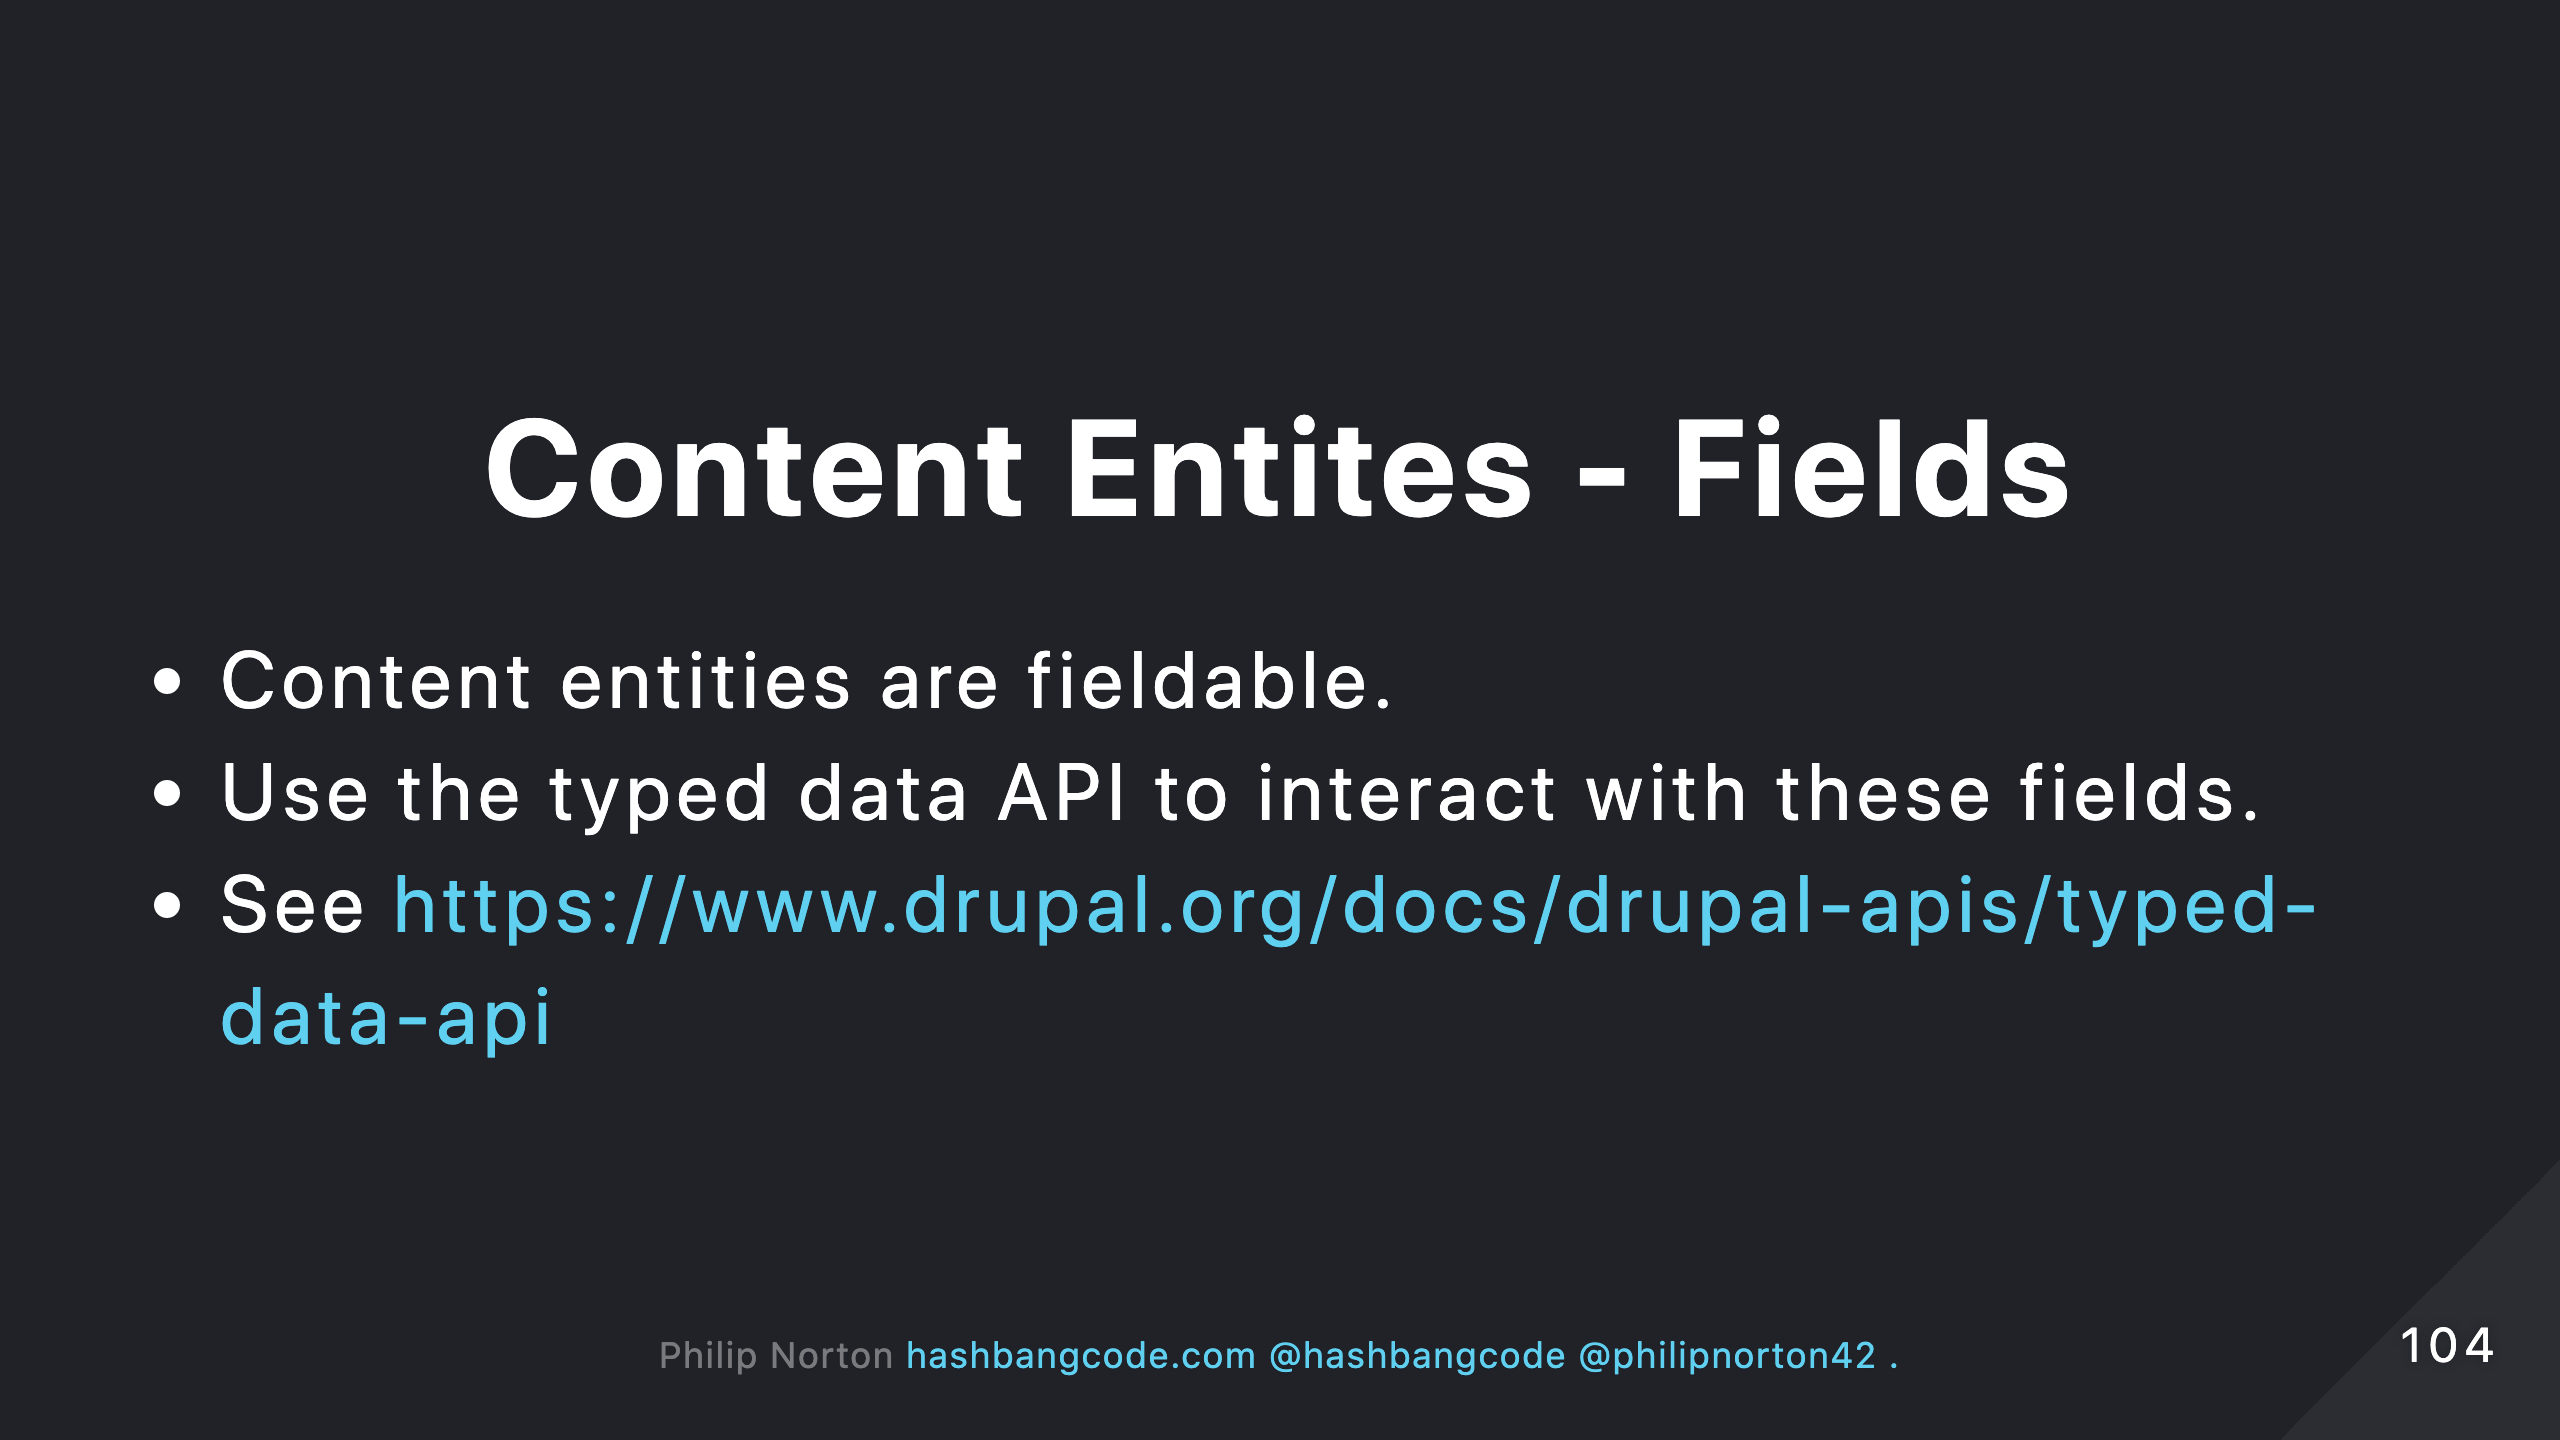 Content Entites - Fields
• Content entities are fieldable.
• Use the typed data API to interact with these fields.
• See https://www.drupal.org/docs/drupal-apis/typed-
data-api
Philip Norton hashbangcode.com @hashbangcode @philipnorton42 .
104